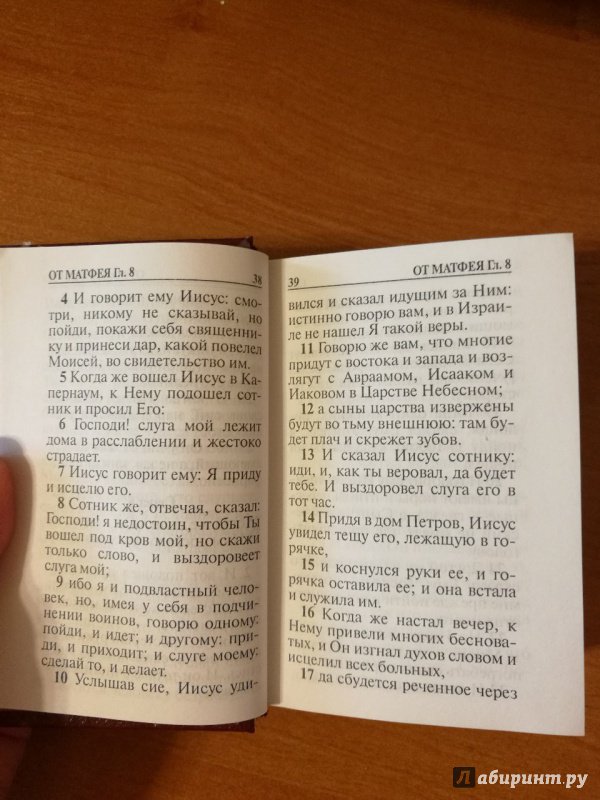 ОТ МАТФЕЯ Гл. 8
38
4 И говорит ему Иисус: смо-
три, никому не сказывай, но
пойди, покажи себя священни-
ку и принеси дар, какой повелел
Моисей, во свидетельство им.
5 Когда же вошел Иисус в Ка-
пернаум, к Нему подошел сот-
ник и просил Его:
6 Господи! слуга мой лежит
дома в расслаблении и жестоко
страдает.
7 Иисус говорит ему: Я приду
и исцелю его.
8 Сотник же, отвечая, сказал:
Господи! я недостоин, чтобы Ты
вошел под кров мой, но скажи
только слово, и выздоровеет
слуга мой;
9 ибо я и подвластный чело-
век, но, имея у себя в подчи-
нении воинов, говорю одному:
пойди, и идет; и другому: при-
ди, и приходит; и слуге моему:
сделай то, и делает.
10 Услышав сие, Иисус уди-
39
ОТ МАТФЕЯ Гл. 8
вился и сказал идущим за Ним:
истинно говорю вам, и в Израи-
ле не нашел Я такой веры.
11 Говорю же вам, что многие
придут с востока и запада и воз-
лягут с Авраамом, Исааком и
Иаковом в Царстве Небесном;
12 а сыны царства извержены
будут во тьму внешнюю: там бу-
дет плач и скрежет зубов.
13 И сказал Иисус сотнику:
иди, и, как ты веровал, да будет
тебе. И выздоровел слуга его в
тот час.
14 Придя в дом Петров, Иисус
увидел тещу его, лежащую в го-
рячке,
15 и коснулся руки ее, и го-
рячка оставила ее; и она встала
и служила им.
16 Когда же настал вечер, к
Нему привели многих бесновa-
тых, и Он изгнал духов словом и
исцелил всех больных,
17 да сбудется реченное через
Лабиринт.ру